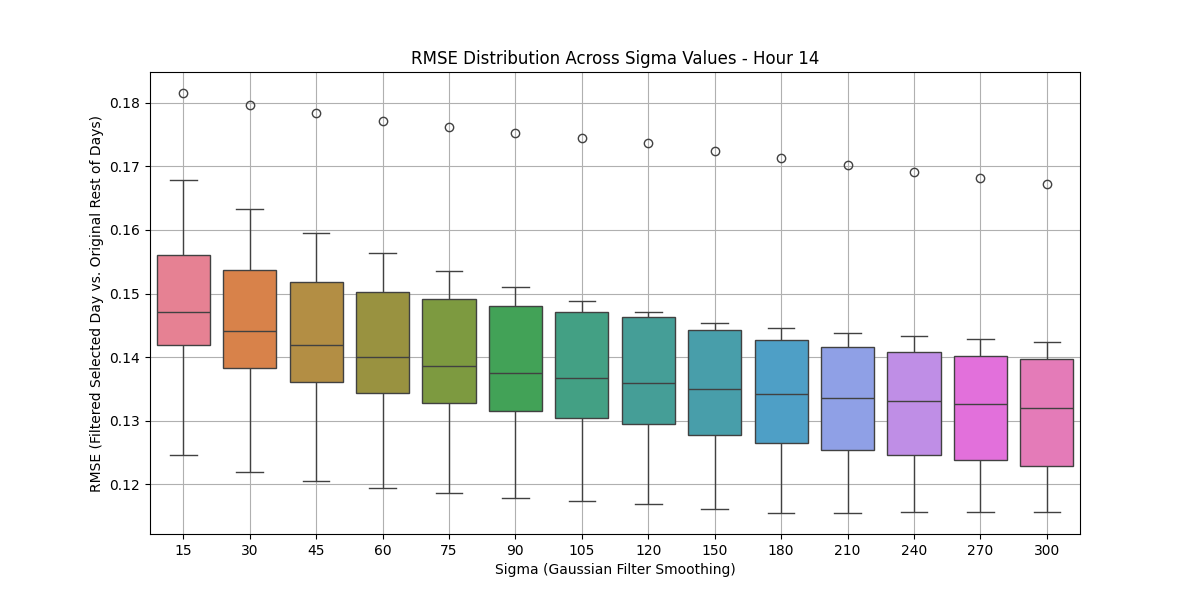 RMSE Distribution Across Sigma Values - Hour 14
RMSE (Filtered Selected Day vs. Original Rest of Days)
0.18
0.17
0.16
0.15
0.14
0.13
0.12
15 30 45 60 75 90 105 120 150 180 210 240 270 300
Sigma (Gaussian Filter Smoothing)